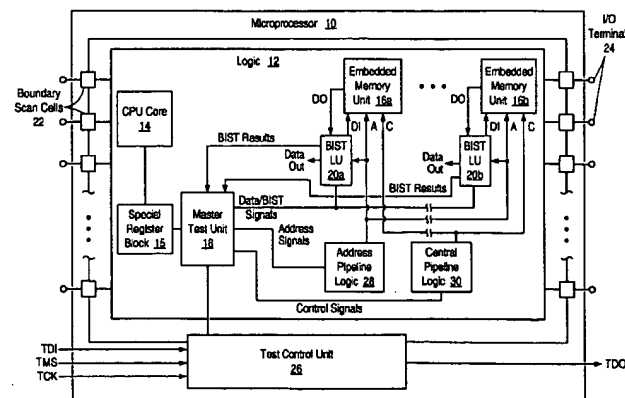 Microprocessor 10
I/O
Terminal
24
Logic 12
Boundary
Scan Cells
22
CPU Core
14
Embedded
Memory
Unit 16a
Embedded
Memory
Unit 16b
DO
DI
A
C
DO
DI
A
C
BIST Results
BIST
LU
20a
Data
Out
BIST
LU
20b
Data
Out
BIST Results
Data/BIST
Signals
Special
Register
Block 15
Master
Test Unit
18
Address
Signals
Address
Pipeline
Logic 28
Central
Pipeline
Logic 30
Control Signals
TDI
TMS
TCK
Test Control Unit
26
TDO